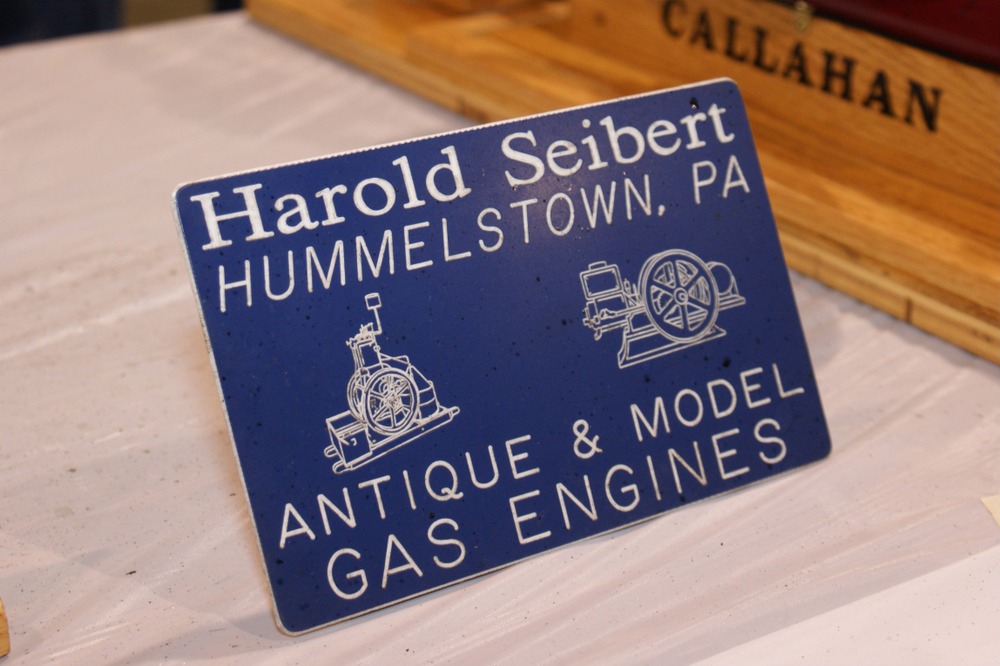 CALLAHAN
Harold Seibert
HUMMELSTOWN, PA
ANTIQUE & MODEL
GAS ENGINES